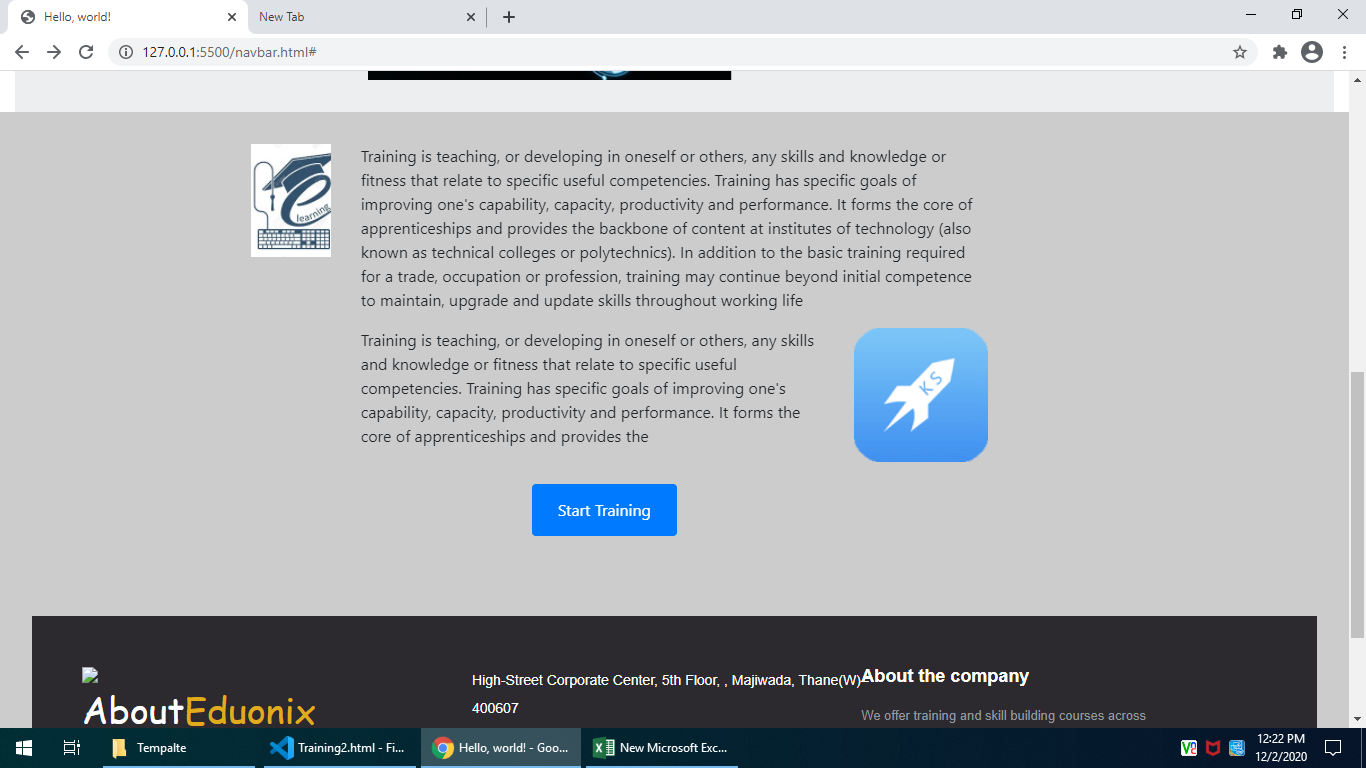 Hello, world!
New Tab
127.0.0.1:5500/navbar.html#
e
learning
Training is teaching, or developing in oneself or others, any skills and knowledge or
fitness that relate to specific useful competencies. Training has specific goals of
improving one's capability, capacity, productivity and performance. It forms the core of
apprenticeships and provides the backbone of content at institutes of technology (also
known as technical colleges or polytechnics). In addition to the basic training required
for a trade, occupation or profession, training may continue beyond initial competence
to maintain, upgrade and update skills throughout working life
Training is teaching, or developing in oneself or others, any skills
and knowledge or fitness that relate to specific useful
competencies. Training has specific goals of improving one's
capability, capacity, productivity and performance. It forms the
core of apprenticeships and provides the
KS
Start Training
AboutEduonix
High-Street Corporate Center, 5th Floor, , Majiwada, Thane(W)-
400607
About the company
We offer training and skill building courses across
Tempalte
Training2.html - Fi...
Hello, world! - Goo...
New Microsoft Exc...
12:22 PM
12/2/2020